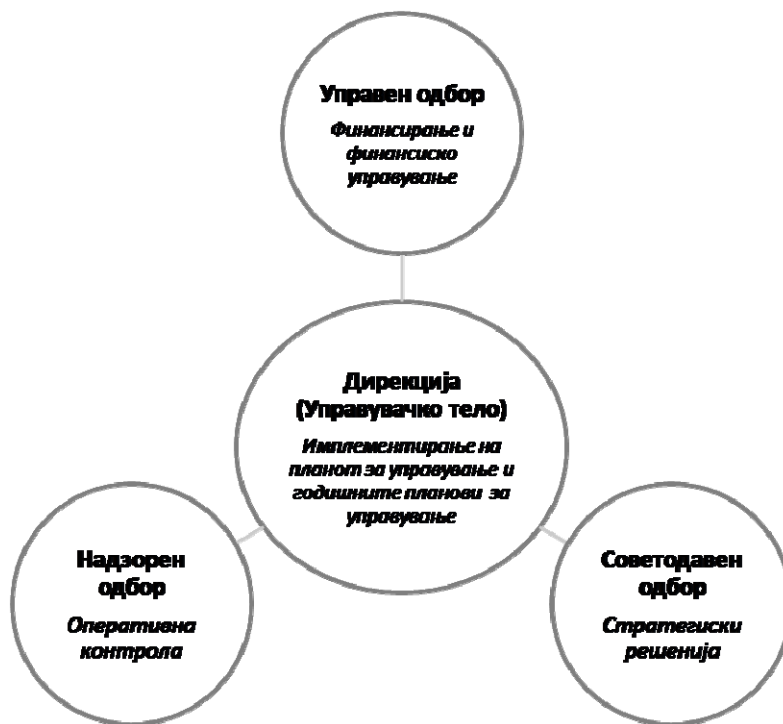 Управен одбор
Финансирање и
финансиско
управување
Дирекција
(Управувачко тело)
Имплементирање на
планот за управување и
годишните планови за
управување
Надзорен
одбор
Оперативна
контрола
Советодавен
одбор
Стратегиски
решенија